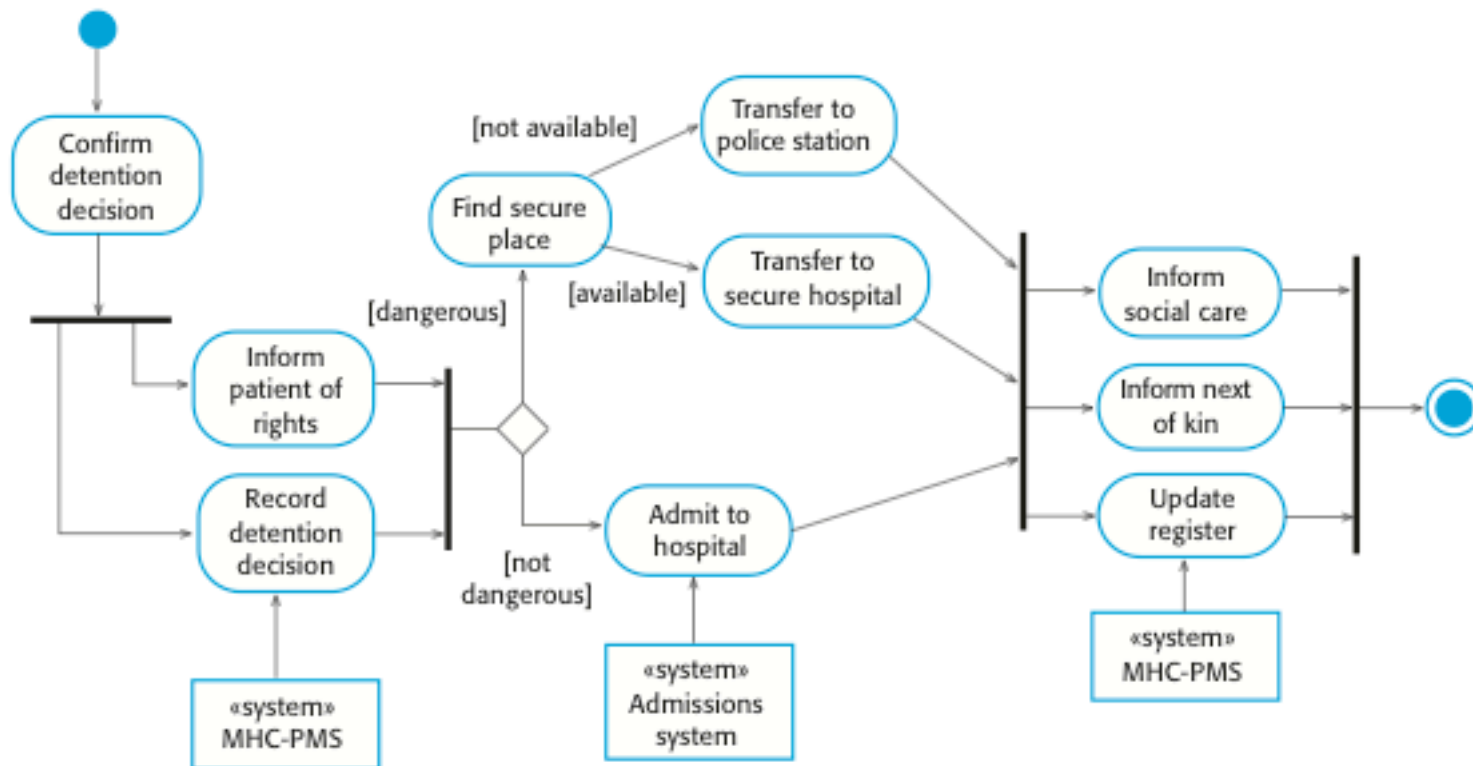 Confirm
detention
decision
Inform
patient of
rights
Record
detention
decision
«system»
MHC-PMS
[dangerous]
[not
dangerous]
Find secure
place
[not available]
[available]
Transfer to
police station
Transfer to
secure hospital
Admit to
hospital
«system»
Admissions
system
Inform
social care
Inform next
of kin
Update
register
«system»
MHC-PMS